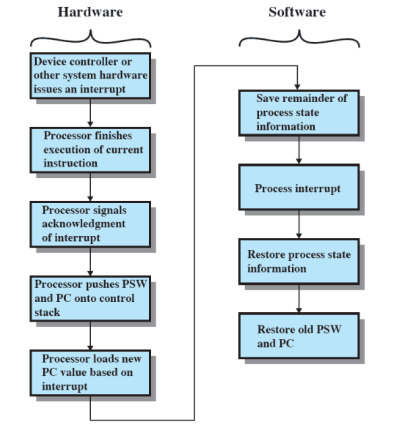 Hardware
Device controller or
other system hardware
issues an interrupt
Processor finishes
execution of current
instruction
Processor signals
acknowledgment
of interrupt
Processor pushes PSW
and PC onto control
stack
Processor loads new
PC value based on
interrupt
Software
Save remainder of
process state
information
Process interrupt
Restore process state
information
Restore old PSW
and PC